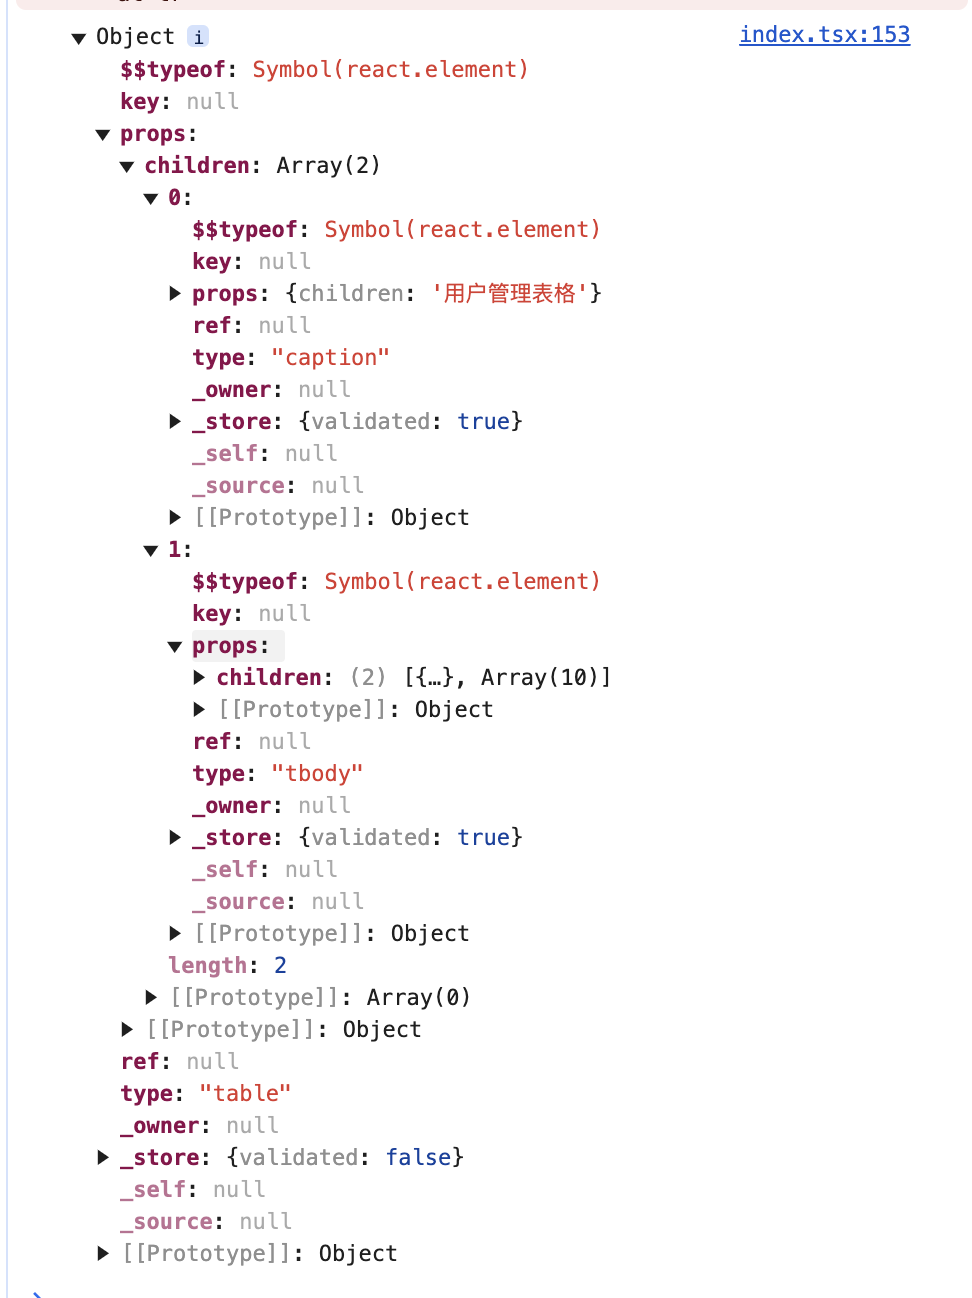 Object i index.tsx:153
$$typeof: Symbol(react.element)
key: null
props:
children: Array(2)
0:
$$typeof: Symbol(react.element)
key: null
props: {children: '用户管理表格'}
ref: null
type: "caption"
_owner: null
_store: {validated: true}
_self: null
_source: null
[[Prototype]]: Object
1:
$$typeof: Symbol(react.element)
key: null
props:
children: (2) [{…}, Array(10)]
[[Prototype]]: Object
ref: null
type: "tbody"
_owner: null
_store: {validated: true}
_self: null
_source: null
[[Prototype]]: Object
length: 2
[[Prototype]]: Array(0)
[[Prototype]]: Object
ref: null
type: "table"
_owner: null
_store: {validated: false}
_self: null
_source: null
[[Prototype]]: Object